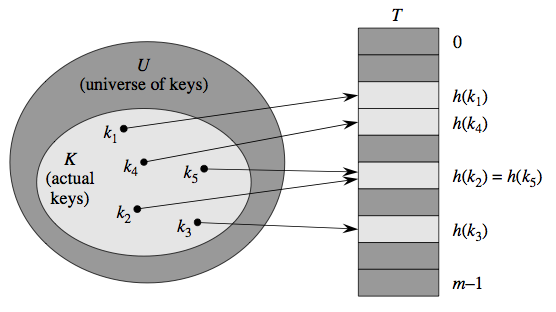 T
U
(universe of keys)
0
k1
h(k1)
h(k4)
K
(actual
keys)
k4
k5
h(k2) = h(k5)
k2
k3
h(k3)
m–1